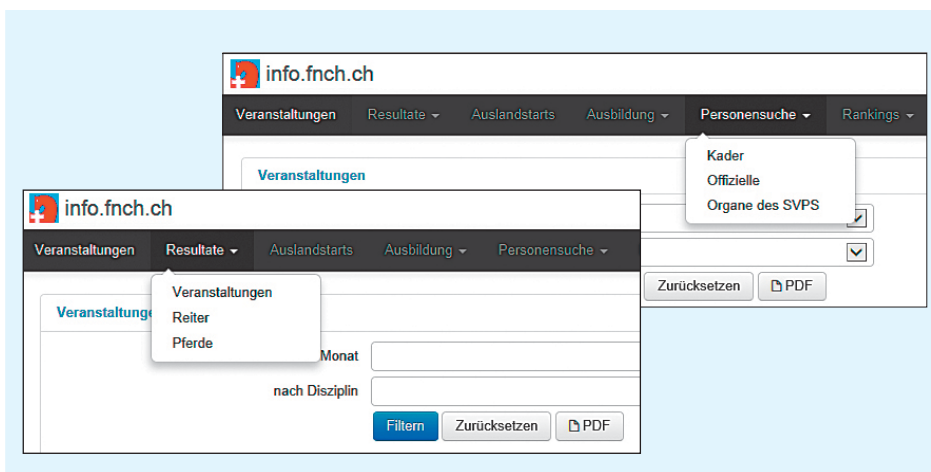 info.fnch.ch
Veranstaltungen Resultate Auslandstarts Ausbildung Personensuche Rankings
Kader
Offizielle
Organe des SVPS
Veranstaltungen
Zurücksetzen PDF
info.fnch.ch
Veranstaltungen Resultate Auslandstarts Ausbildung Personensuche
Veranstaltungen
Reiter
Pferde
Veranstaltunge
Monat
nach Disziplin
Filtern Zurücksetzen PDF